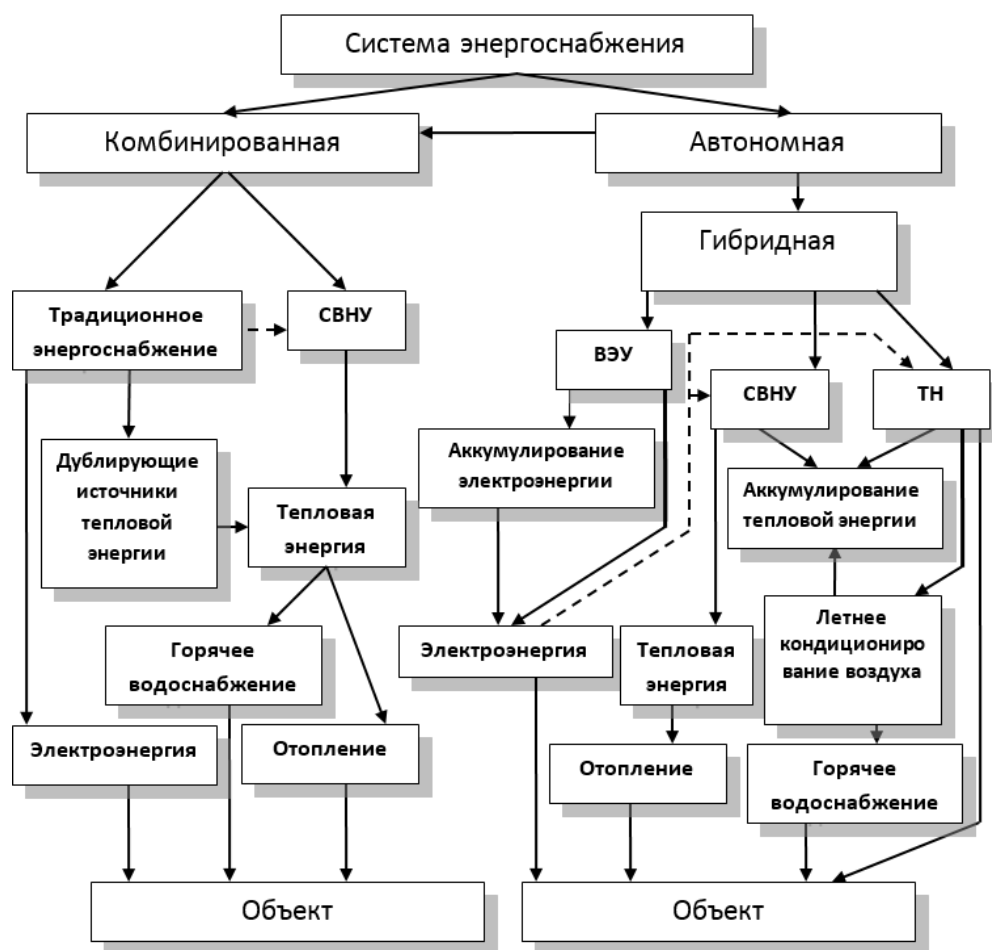 Система энергоснабжения
Комбинированная
Автономная
Гибридная
Традиционное
энергоснабжение
СВНУ
ВЭУ
СВНУ
ТН
Дублирующие
источники
тепловой
энергии
Аккумулирование
электроэнергии
Тепловая
энергия
Аккумулирование
тепловой энергии
Горячее
водоснабжение
Электроэнергия
Тепловая
энергия
Летнее
кондициониро
вание воздуха
Электроэнергия
Отопление
Отопление
Горячее
водоснабжение
Объект
Объект